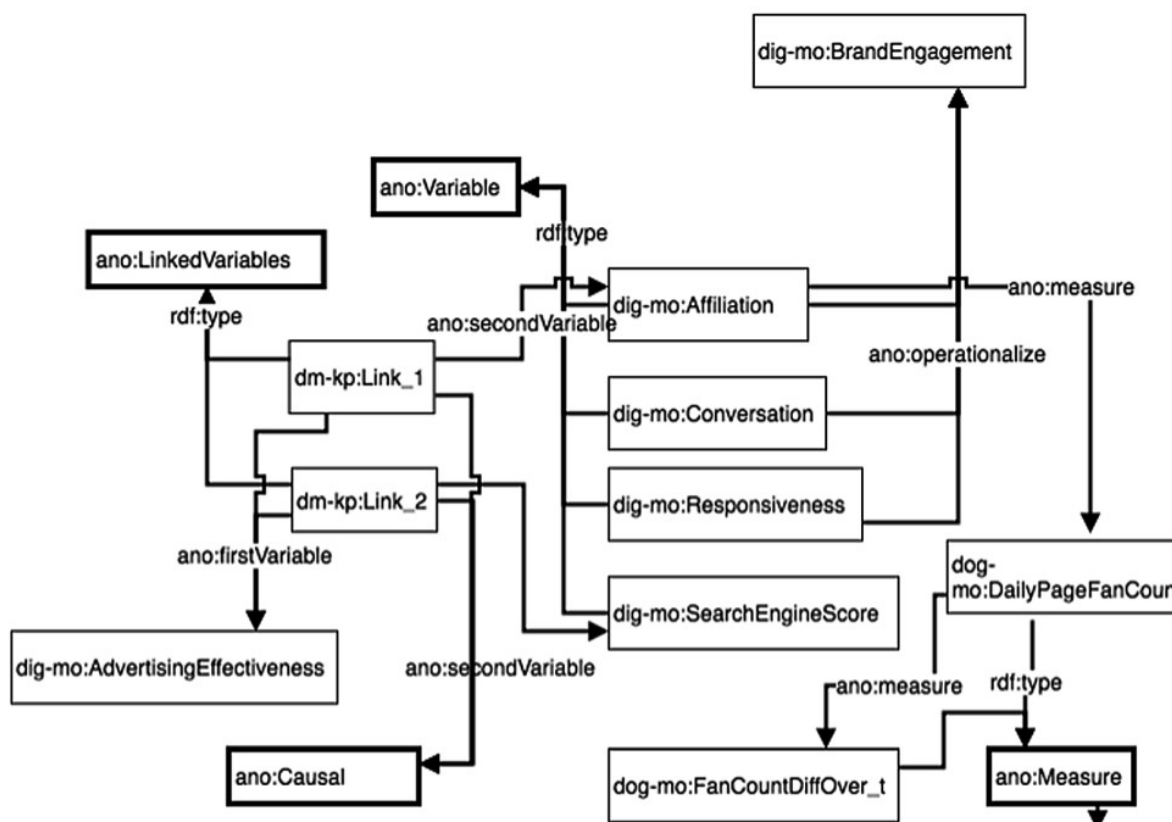 dig-mo:BrandEngagement
ano:Variable
rdf:type
ano:LinkedVariables
rdf:type
dig-mo:Affiliation
ano:measure
ano:secondVariable
ano:operationalize
dm-kp:Link_1
dig-mo:Conversation
dm-kp:Link_2
dig-mo:Responsiveness
ano:firstVariable
dog-
mo:DailyPageFanCount
dig-mo:SearchEngineScore
dig-mo:AdvertisingEffectiveness
ano:secondVariable
ano:measure
rdf:type
ano:Causal
dog-mo:FanCountDiffOver_t
ano:Measure